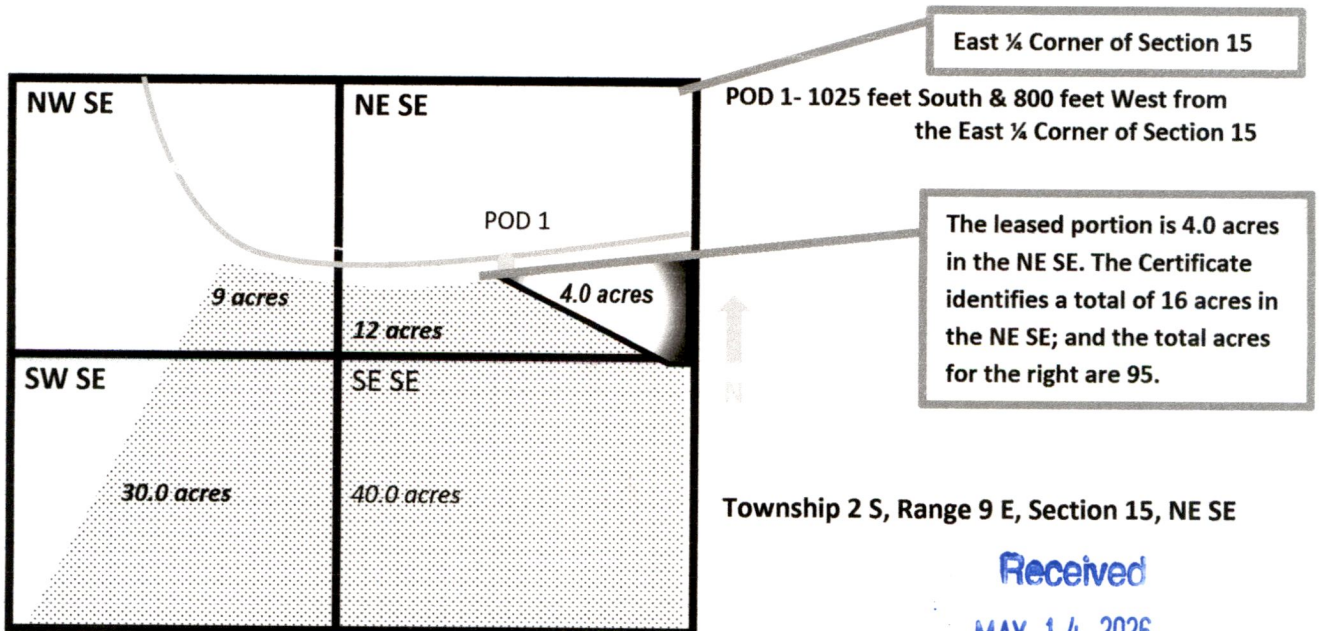 East ¼ Corner of Section 15
NW SE
NE SE
POD 1- 1025 feet South & 800 feet West from
the East ¼ Corner of Section 15
POD 1
The leased portion is 4.0 acres
in the NE SE. The Certificate
identifies a total of 16 acres in
the NE SE; and the total acres
for the right are 95.
9 acres
4.0 acres
12 acres
N
SW SE
SE SE
30.0 acres
40.0 acres
Township 2 S, Range 9 E, Section 15, NE SE
Received
MAY 14 2026